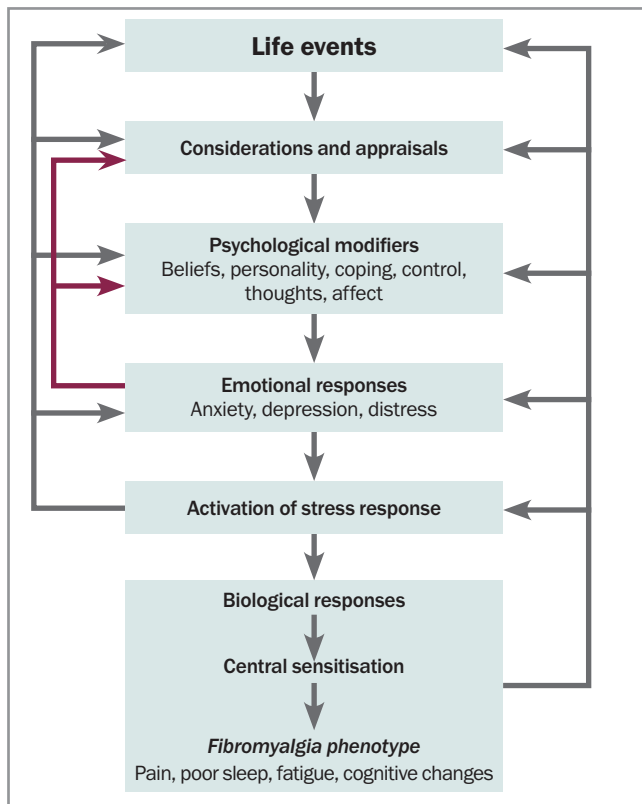 Life events
Considerations and appraisals
Psychological modifiers
Beliefs, personality, coping, control,
thoughts, affect
Emotional responses
Anxiety, depression, distress
Activation of stress response
Biological responses
Central sensitisation
Fibromyalgia phenotype
Pain, poor sleep, fatigue, cognitive changes